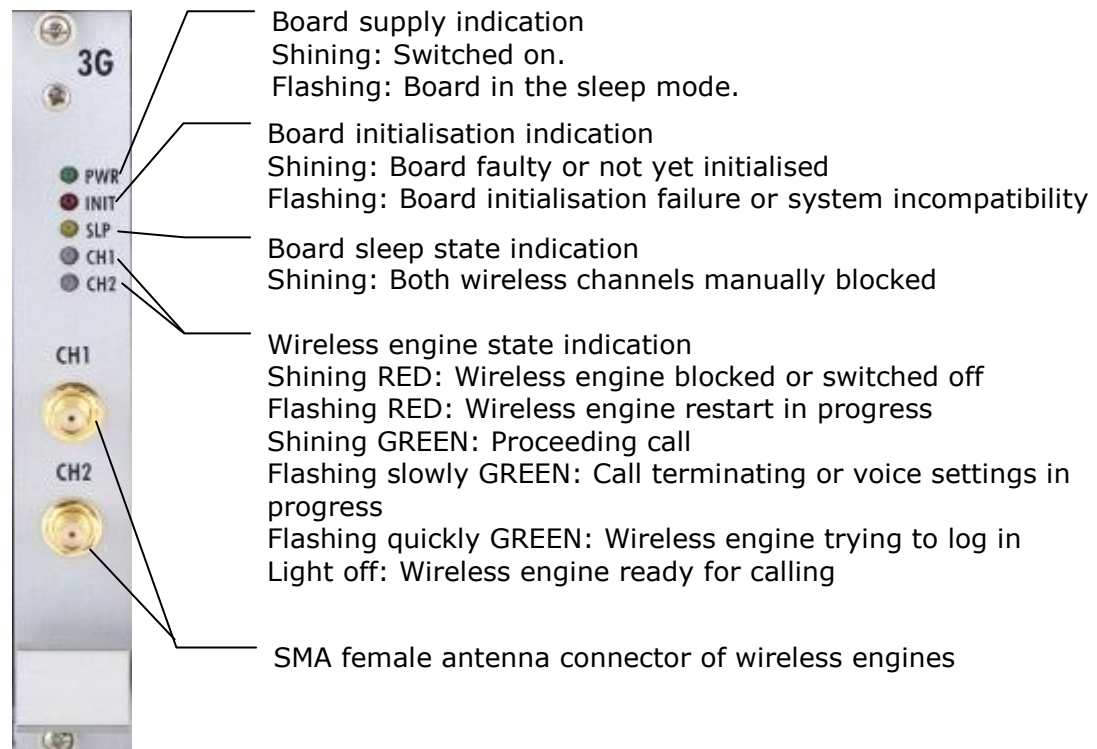 3G
PWR
INIT
SLP
CH1
CH2
CH1
CH2
Board supply indication
Shining: Switched on.
Flashing: Board in the sleep mode.
Board initialisation indication
Shining: Board faulty or not yet initialised
Flashing: Board initialisation failure or system incompatibility
Board sleep state indication
Shining: Both wireless channels manually blocked
Wireless engine state indication
Shining RED: Wireless engine blocked or switched off
Flashing RED: Wireless engine restart in progress
Shining GREEN: Proceeding call
Flashing slowly GREEN: Call terminating or voice settings in
progress
Flashing quickly GREEN: Wireless engine trying to log in
Light off: Wireless engine ready for calling
SMA female antenna connector of wireless engines